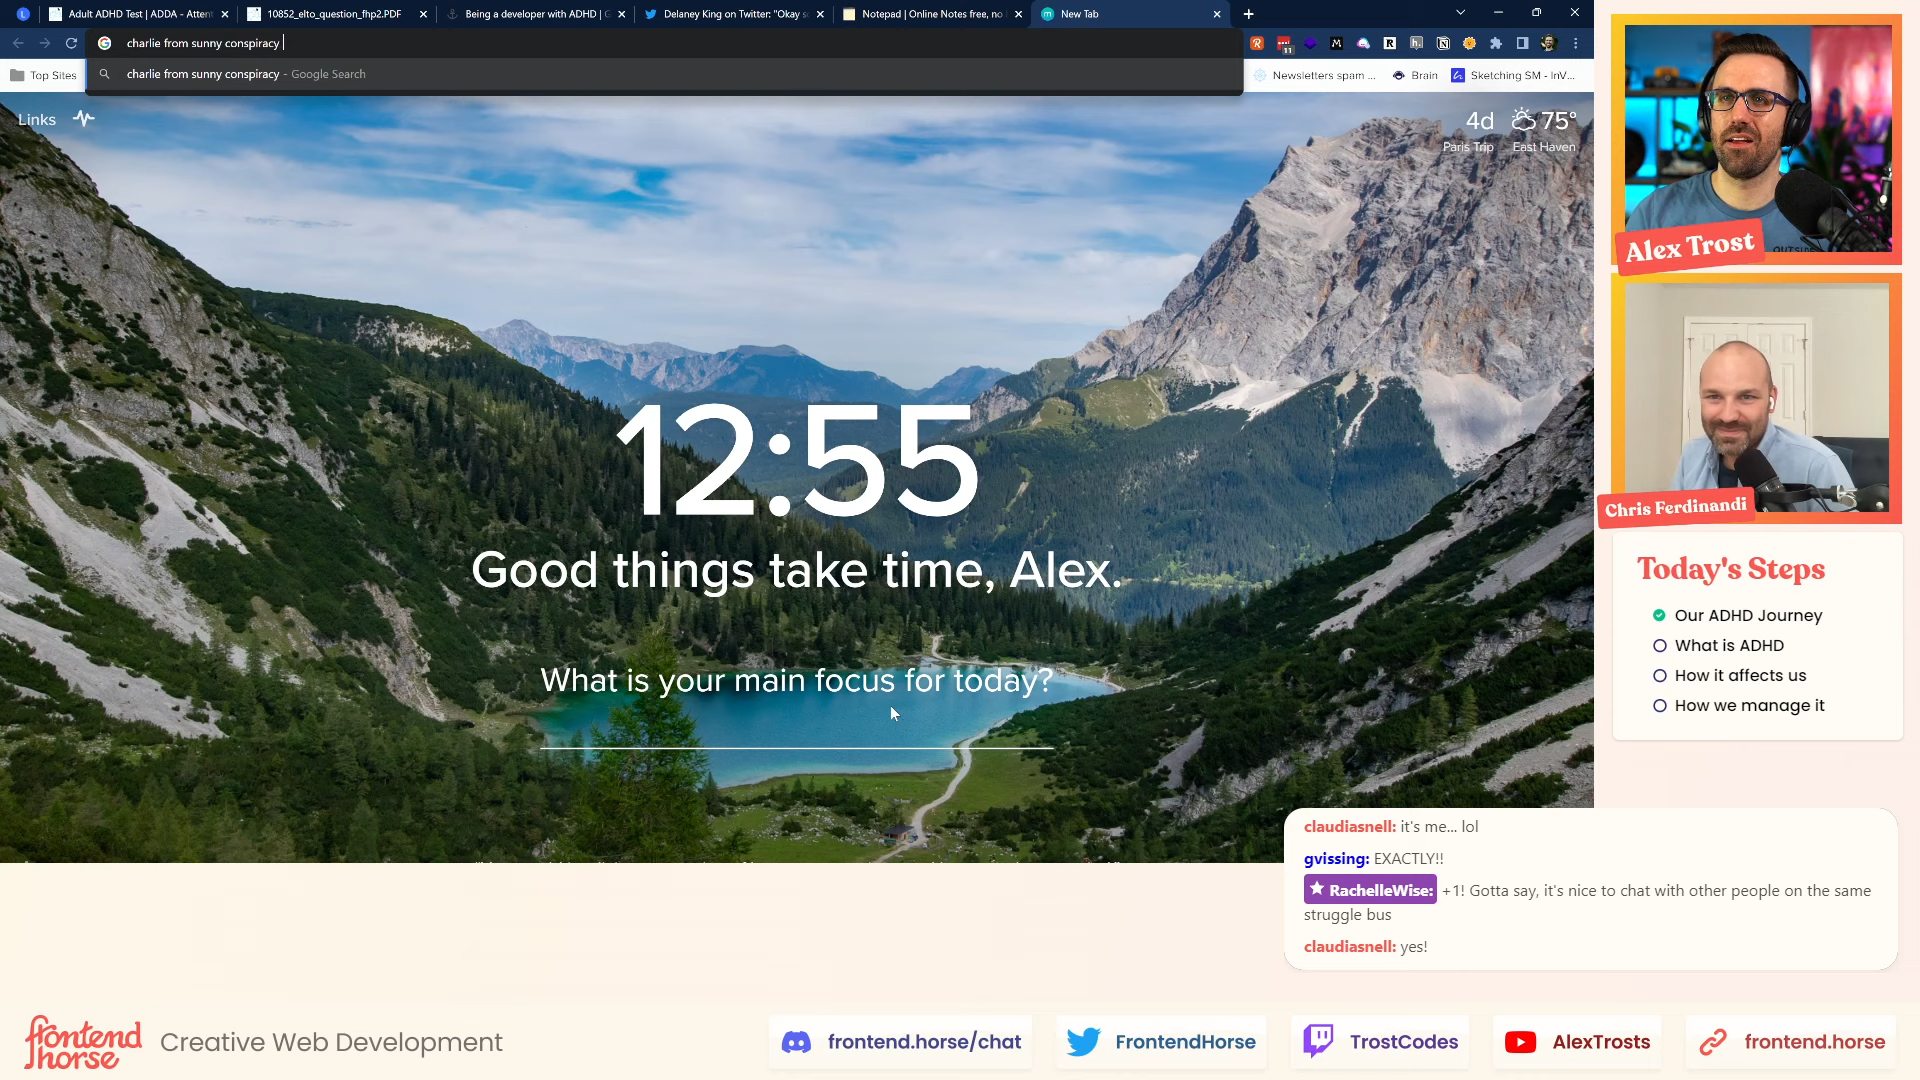 Adult ADHD Test | ADDA - Attent
10852_elto_question_fhp2.PDF
Being a developer with ADHD | G
Delaney King on Twitter: "Okay s
Notepad | Online Notes free, no
New Tab
charlie from sunny conspiracy
11
Top Sites
charlie from sunny conspiracy - Google Search
Newsletters spam ...
Brain
Sketching SM - InV...
Links
4d
75°
Paris Trip
East Haven
12:55
Good things take time, Alex.
What is your main focus for today?
Alex Trost
Chris Ferdinandi
Today's Steps
Our ADHD Journey
What is ADHD
How it affects us
How we manage it
claudiasnell: it's me... lol
gvissing: EXACTLY!!
RachelleWise: +1! Gotta say, it's nice to chat with other people on the same
struggle bus
claudiasnell: yes!
frontend
horse
Creative Web Development
frontend.horse/chat
FrontendHorse
TrostCodes
AlexTrosts
frontend.horse